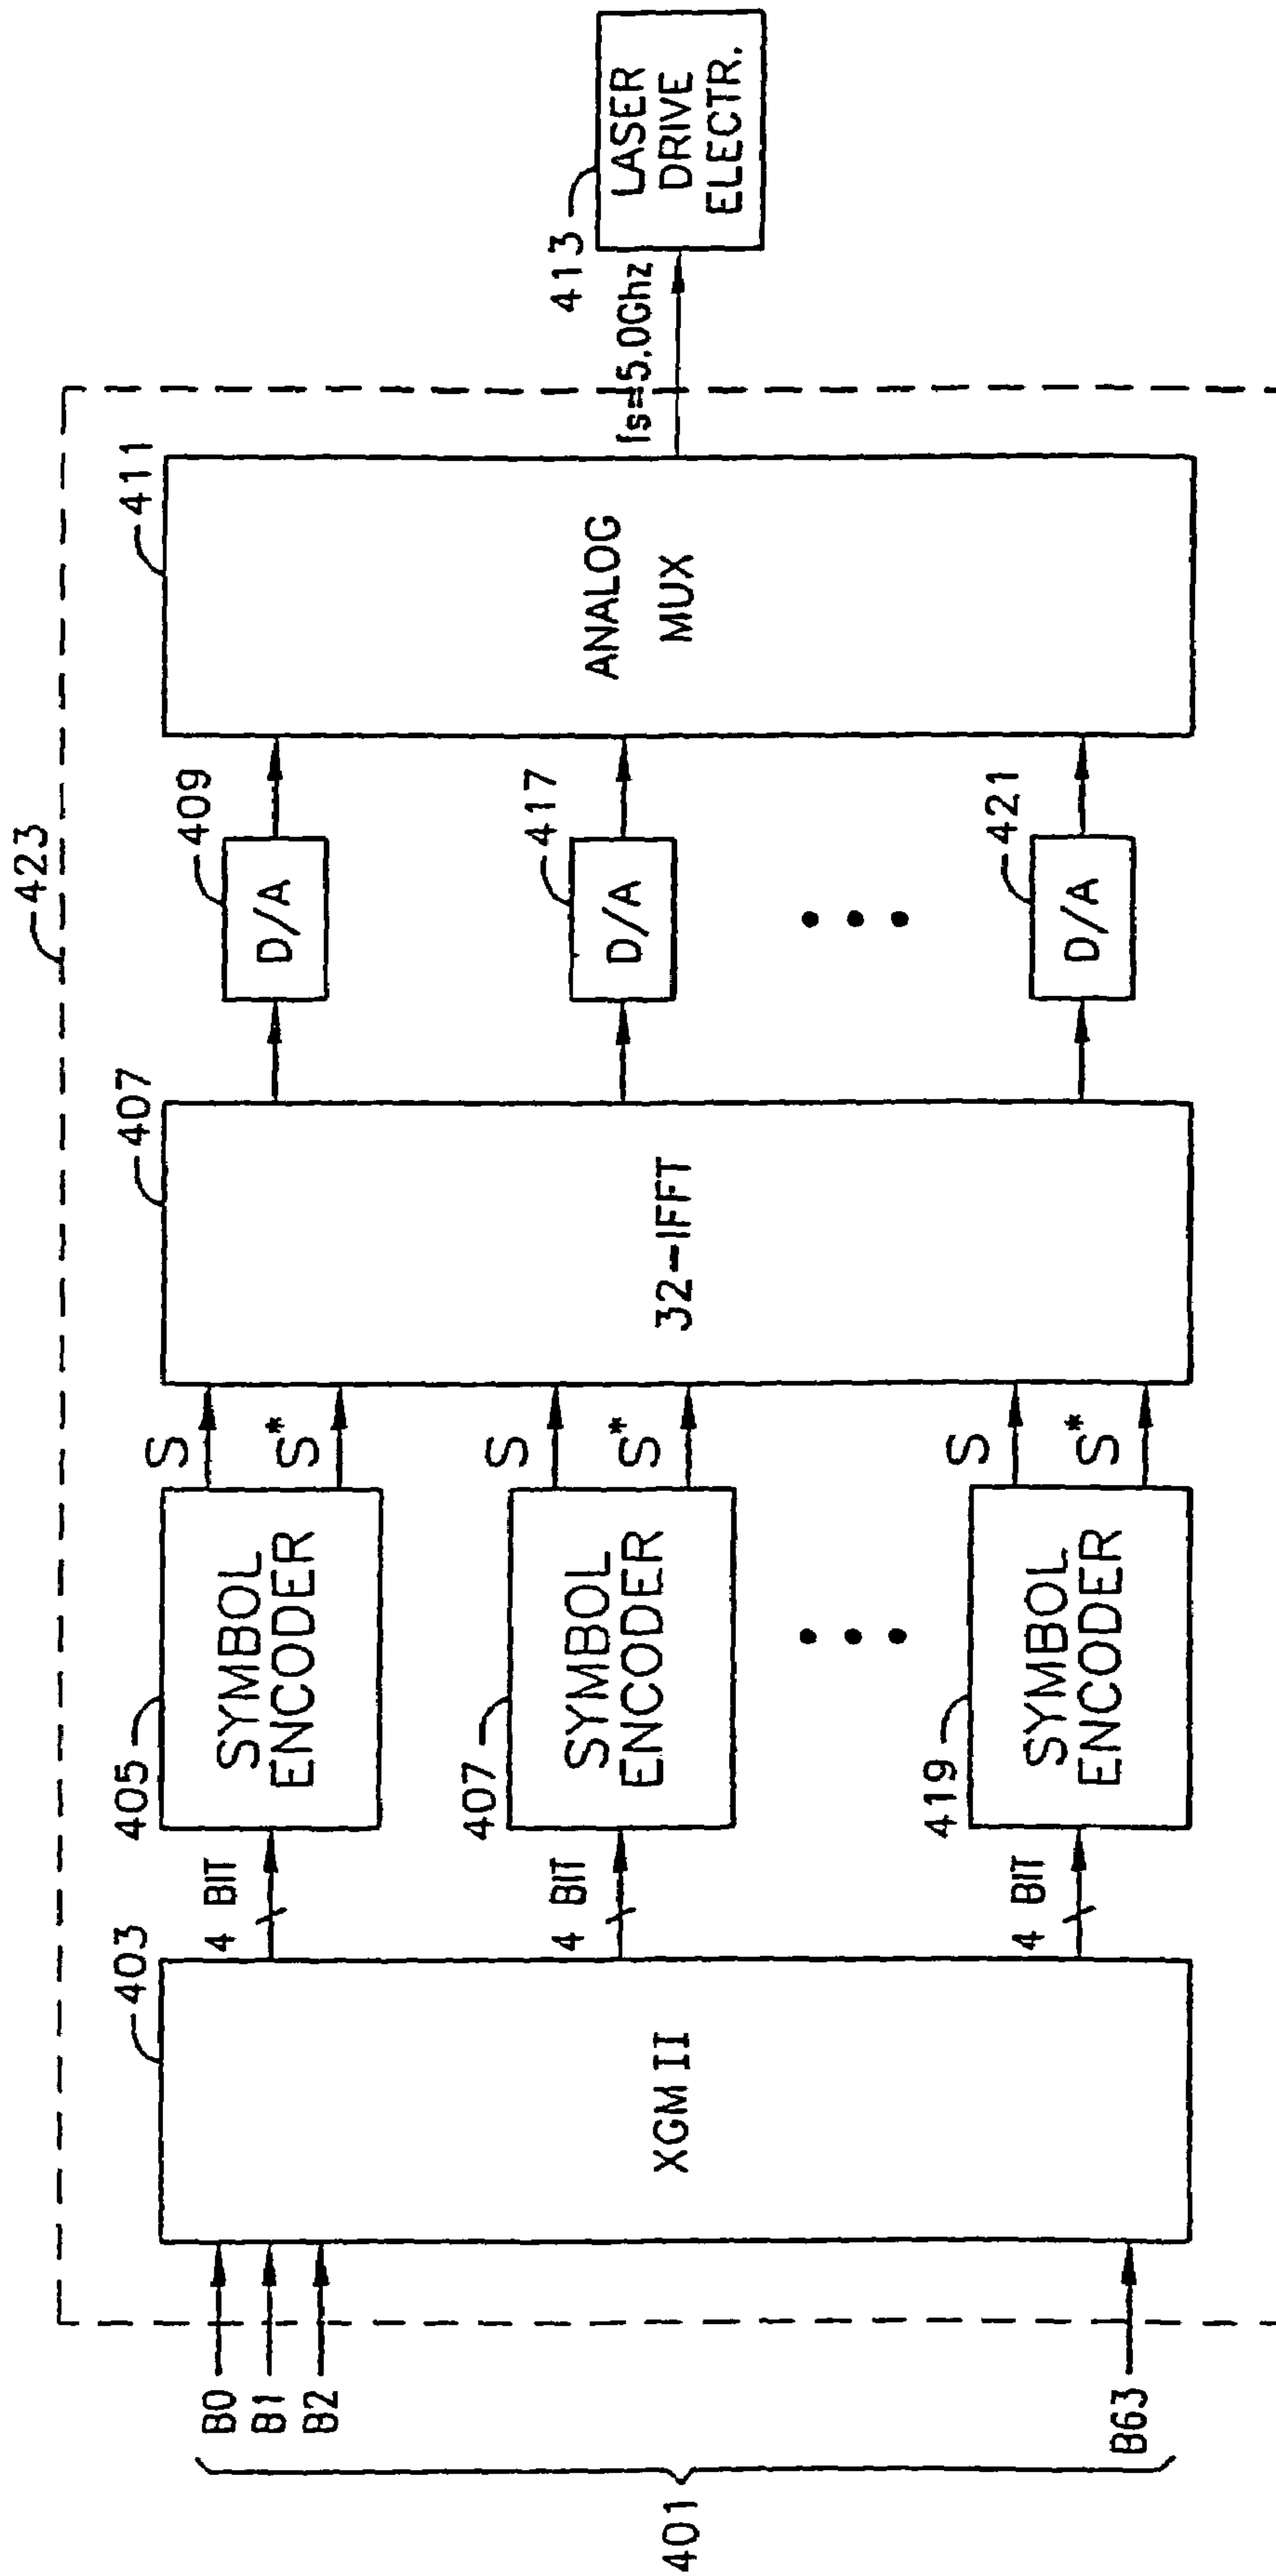 423
403
405
407
409
411
413
407
417
419
421
401
B0
B1
B2
B63
XGM II
4 BIT
4 BIT
4 BIT
SYMBOL
ENCODER
SYMBOL
ENCODER
SYMBOL
ENCODER
S
S*
S
S*
S
S*
32-IFFT
D/A
D/A
D/A
ANALOG
MUX
fs=5.0Ghz
LASER
DRIVE
ELECTR.